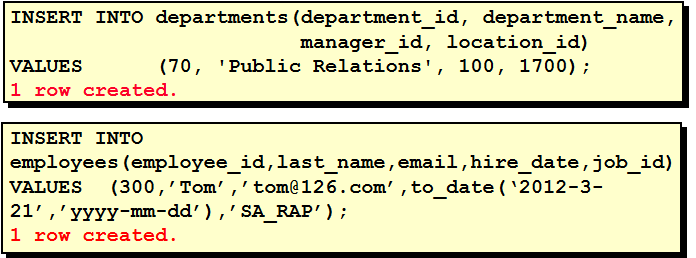 INSERT INTO departments(department_id, department_name,
manager_id, location_id)
VALUES (70, 'Public Relations', 100, 1700);
1 row created.
INSERT INTO
employees(employee_id,last_name,email,hire_date,job_id)
VALUES (300,’Tom’,’tom@126.com’,to_date(‘2012-3-
21’,’yyyy-mm-dd’),’SA_RAP’);
1 row created.